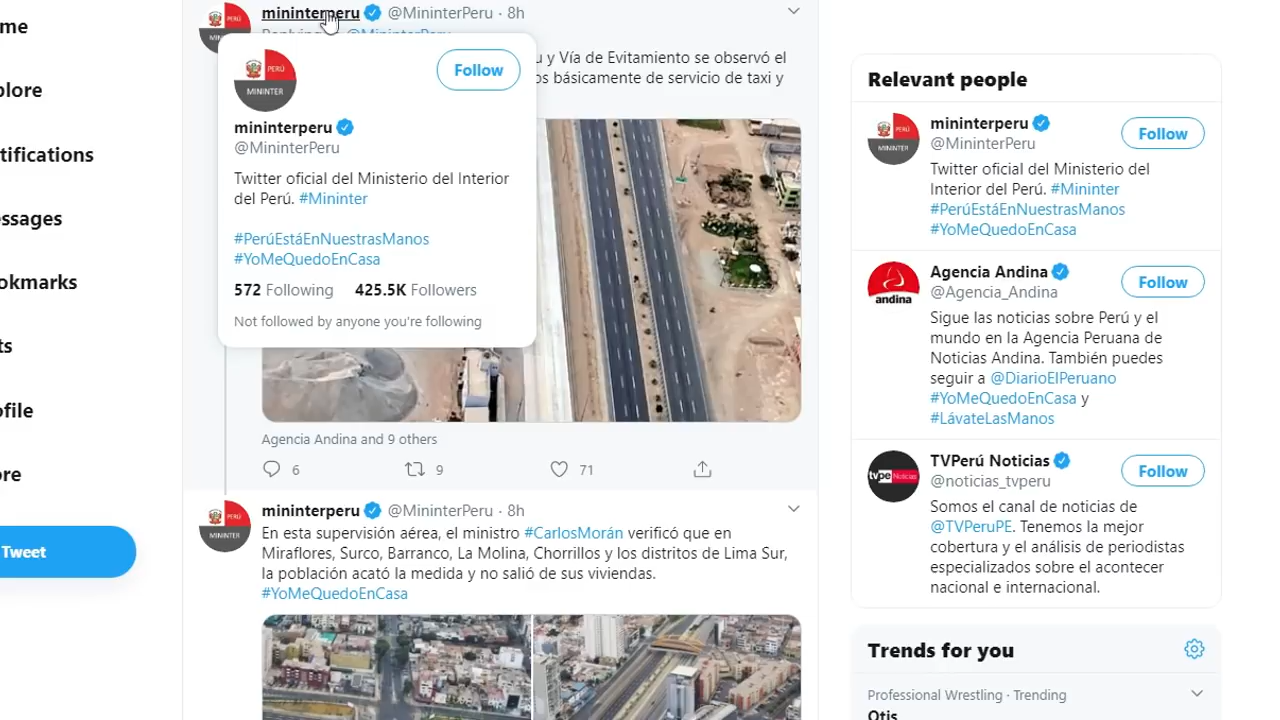 me
plore
tifications
essages
okmarks
ts
ofile
ore
Tweet
mininterperu @MininterPeru · 8h
@MininterPeru
u y Vía de Evitamiento se observó el
os básicamente de servicio de taxi y
PERÚ
MININTER
Follow
mininterperu
@MininterPeru
Twitter oficial del Ministerio del Interior
del Perú. #Mininter
#PerúEstáEnNuestrasManos
#YoMeQuedoEnCasa
572 Following 425.5K Followers
Not followed by anyone you're following
Agencia Andina and 9 others
6 9 71
PERÚ
MININTER
mininterperu @MininterPeru · 8h
En esta supervisión aérea, el ministro #CarlosMorán verificó que en
Miraflores, Surco, Barranco, La Molina, Chorrillos y los distritos de Lima Sur,
la población acató la medida y no salió de sus viviendas.
#YoMeQuedoEnCasa
Relevant people
PERÚ
MININTER
mininterperu
@MininterPeru
Follow
Twitter oficial del Ministerio del
Interior del Perú. #Mininter
#PerúEstáEnNuestrasManos
#YoMeQuedoEnCasa
andina
Agencia Andina
@Agencia_Andina
Follow
Sigue las noticias sobre Perú y el
mundo en la Agencia Peruana de
Noticias Andina. También puedes
seguir a @DiarioElPeruano
#YoMeQuedoEnCasa y
#LávateLasManos
tvpe Noticias
TVPerú Noticias
@noticias_tvperu
Follow
Somos el canal de noticias de
@TVPeruPE. Tenemos la mejor
cobertura y el análisis de periodistas
especializados sobre el acontecer
nacional e internacional.
Trends for you
Professional Wrestling · Trending
Otis